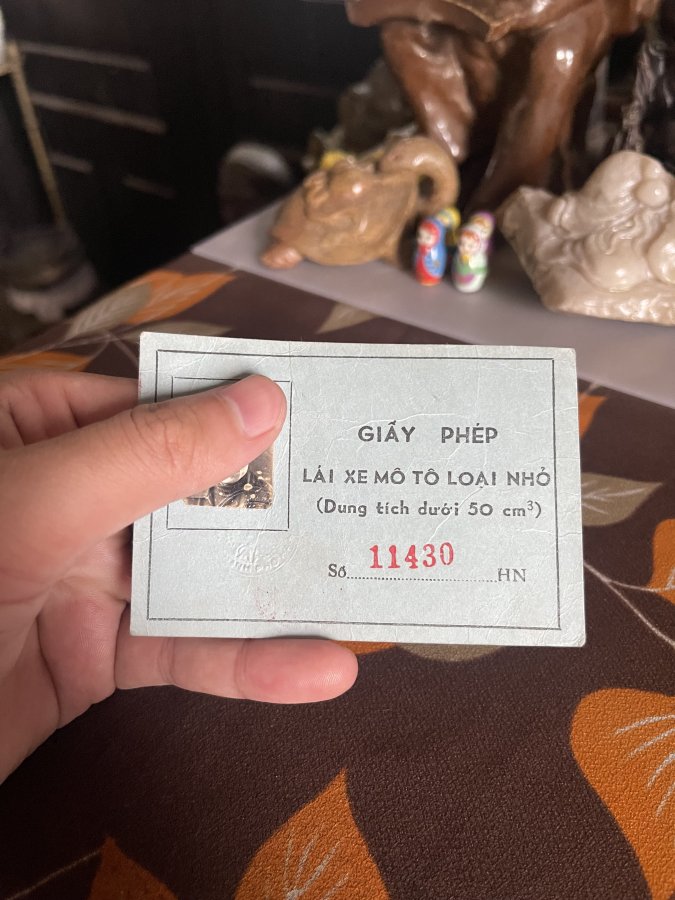 GIẤY PHÉP
LÁI XE MÔ TÔ LOẠI NHỎ
(Dung tích dưới 50 cm³)
Số 11430 HN